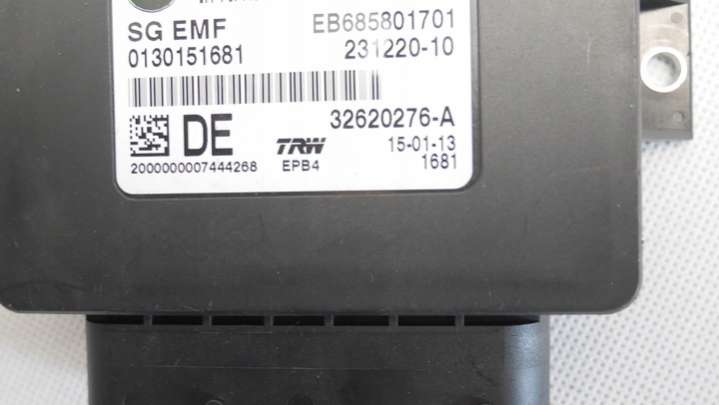 SG EMF EB685801701
0130151681 231220-10
32620276-A
DE TRW 15-01-13
2000000007444268 EPB4 1681